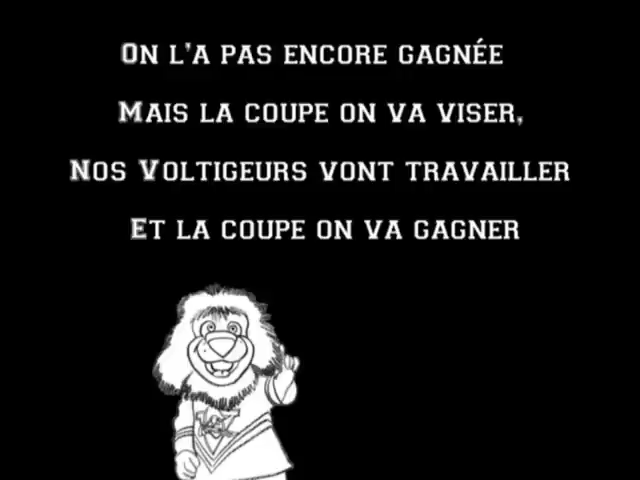 On l'a pas encore gagnée
Mais la coupe on va viser,
Nos Voltigeurs vont travailler
Et la coupe on va gagner